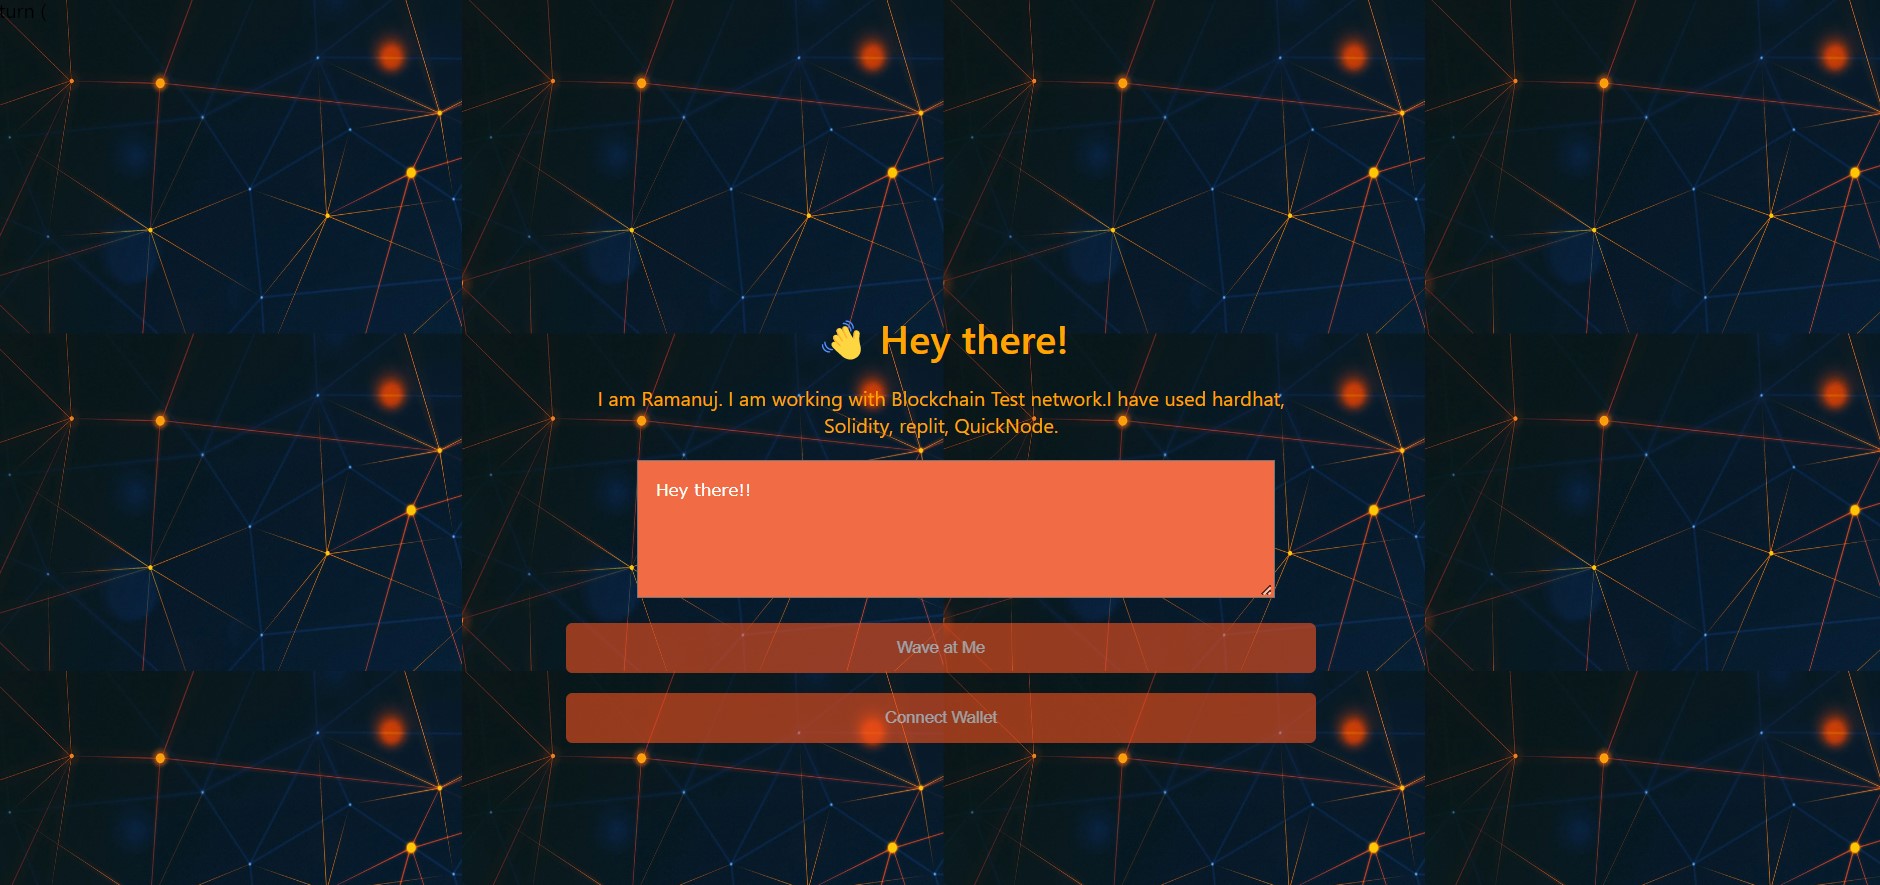 turn (
👋 Hey there!
I am Ramanuj. I am working with Blockchain Test network.I have used hardhat,
Solidity, replit, QuickNode.
Hey there!!
Wave at Me
Connect Wallet